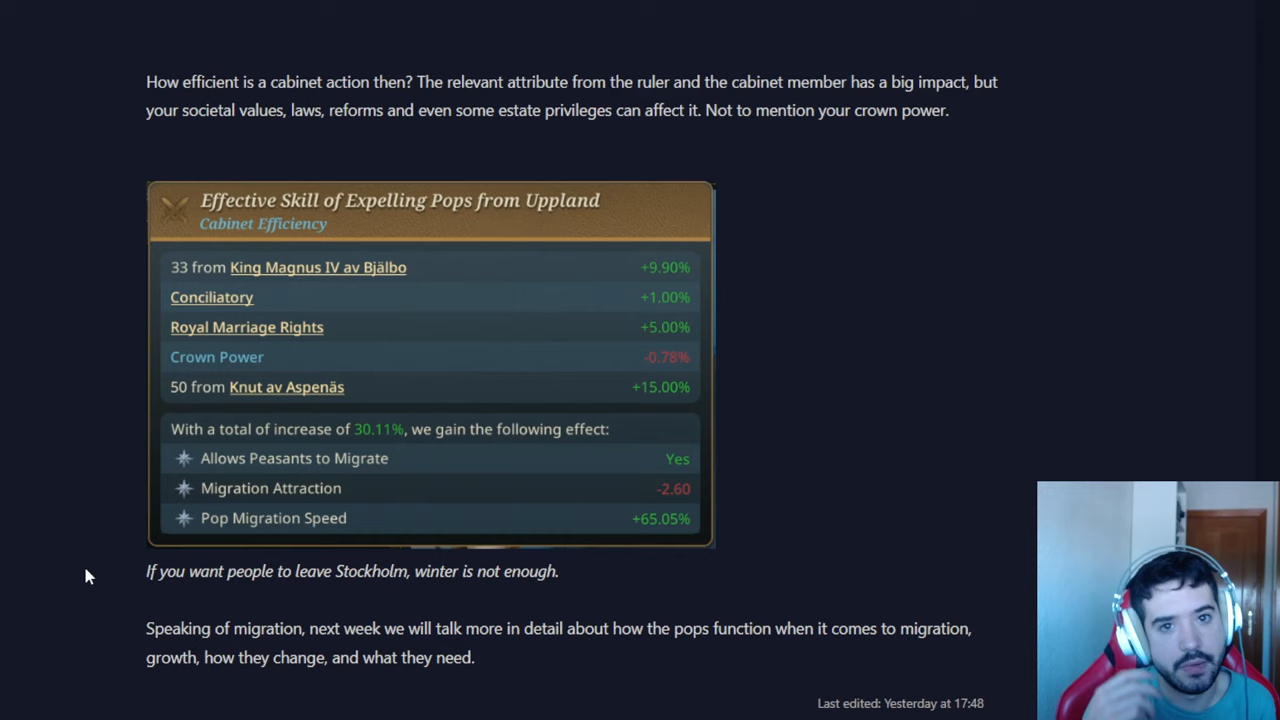 How efficient is a cabinet action then? The relevant attribute from the ruler and the cabinet member has a big impact, but
your societal values, laws, reforms and even some estate privileges can affect it. Not to mention your crown power.
Effective Skill of Expelling Pops from Uppland
Cabinet Efficiency
33 from King Magnus IV av Bjälbo +9.90%
Conciliatory +1.00%
Royal Marriage Rights +5.00%
Crown Power -0.78%
50 from Knut av Aspenäs +15.00%
With a total of increase of 30.11%, we gain the following effect:
Allows Peasants to Migrate Yes
Migration Attraction -2.60
Pop Migration Speed +65.05%
If you want people to leave Stockholm, winter is not enough.
Speaking of migration, next week we will talk more in detail about how the pops function when it comes to migration,
growth, how they change, and what they need.
Last edited: Yesterday at 17:48